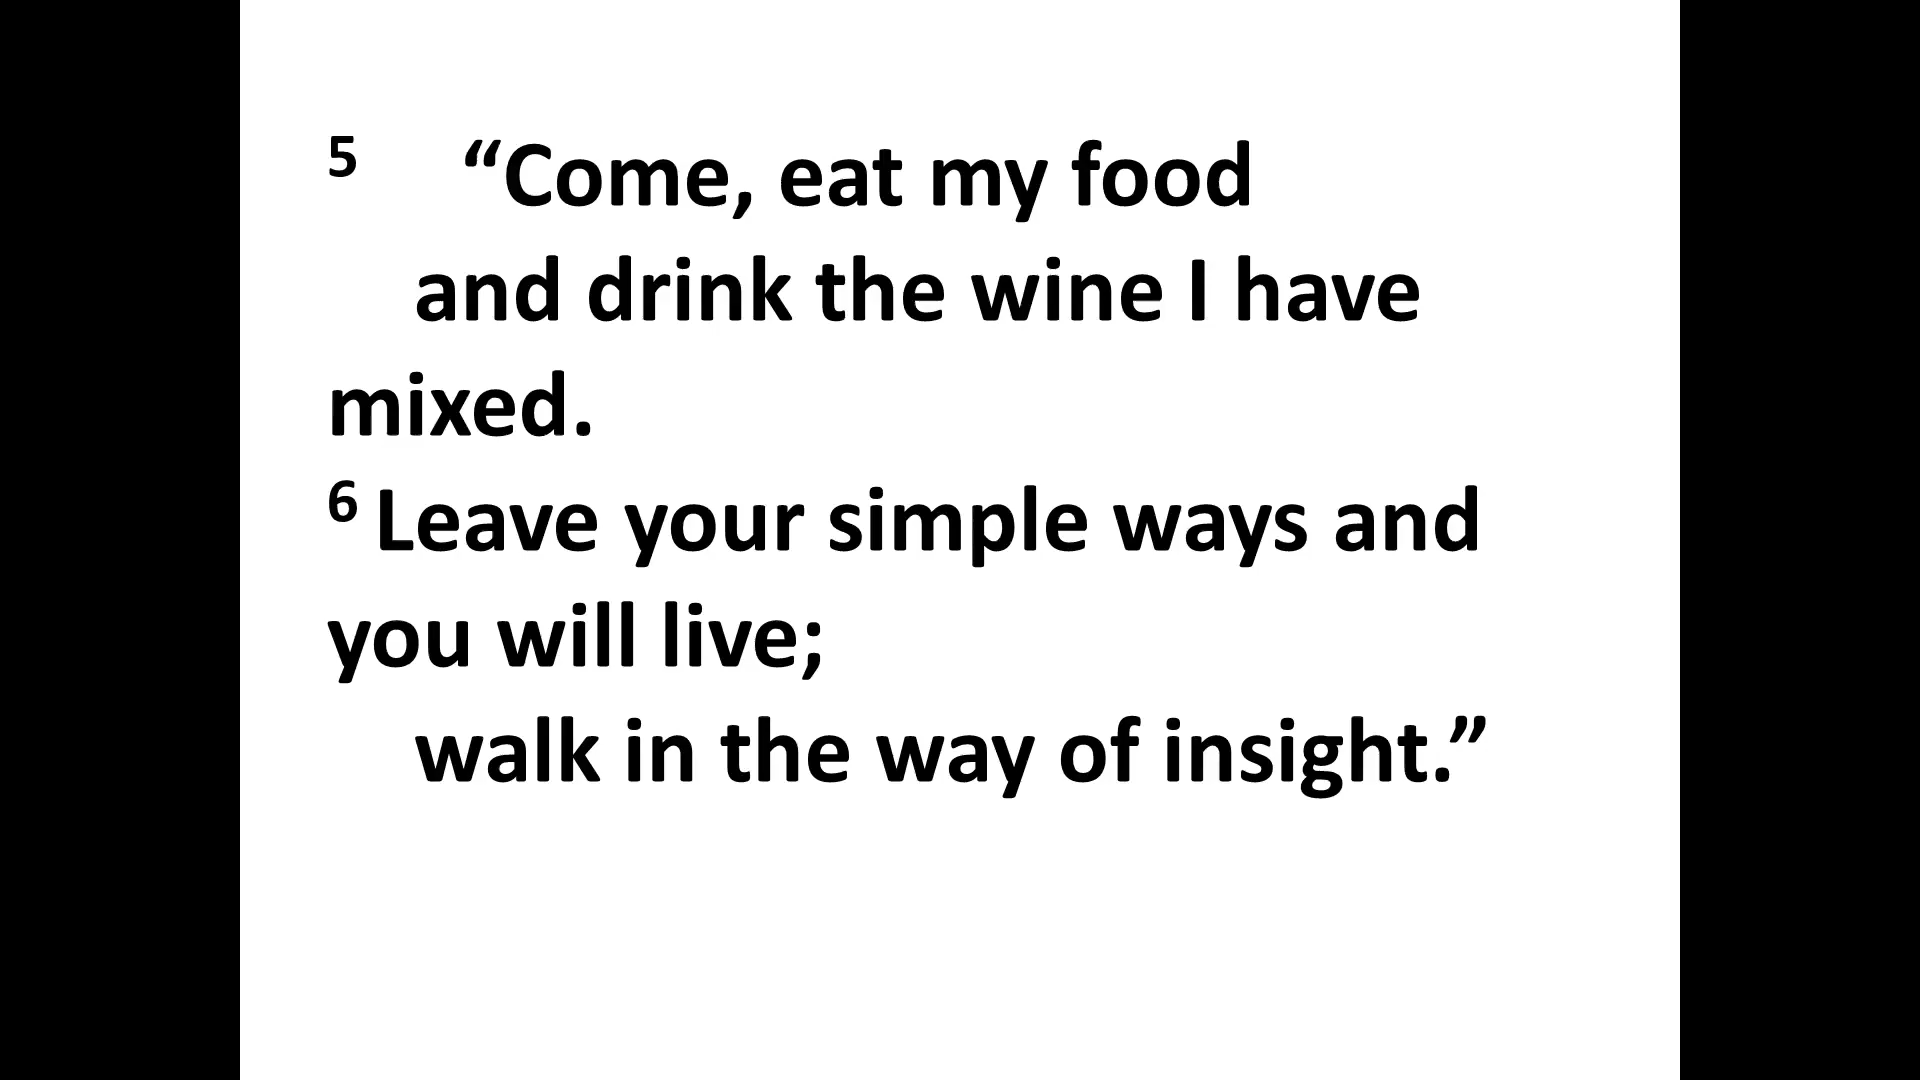 5 “Come, eat my food
and drink the wine I have
mixed.
6 Leave your simple ways and
you will live;
walk in the way of insight.”